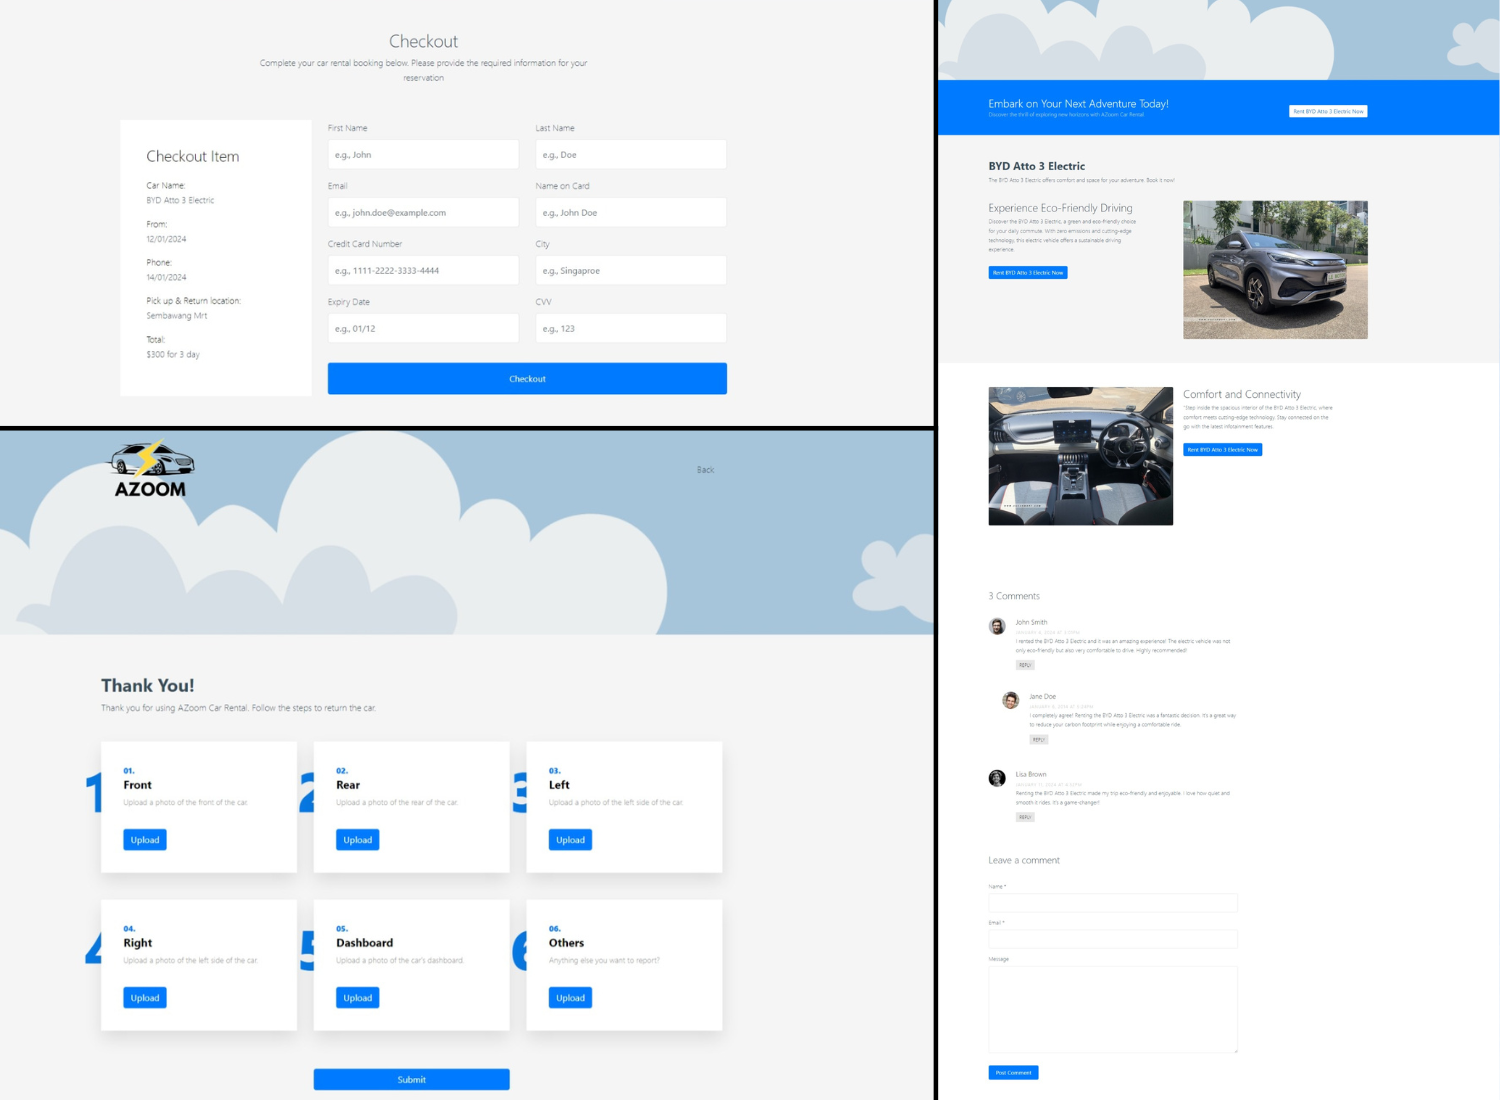 Checkout
Complete your car rental booking below. Please provide the required information for your
reservation
Checkout Item
Car Name:
BYD Atto 3 Electric
From:
12/01/2024
Phone:
14/01/2024
Pick up & Return location:
Sembawang Mrt
Total:
$300 for 3 day
First Name
Last Name
e.g., John
e.g., Doe
Email
Name on Card
e.g., john.doe@example.com
e.g., John Doe
Credit Card Number
City
e.g., 1111-2222-3333-4444
e.g., Singaproe
Expiry Date
CVV
e.g., 01/12
e.g., 123
Checkout
AZOOM
Back
Thank You!
Thank you for using AZoom Car Rental. Follow the steps to return the car.
1
01.
Front
Upload a photo of the front of the car.
Upload
2
02.
Rear
Upload a photo of the rear of the car.
Upload
3
03.
Left
Upload a photo of the left side of the car.
Upload
4
04.
Right
Upload a photo of the left side of the car.
Upload
5
05.
Dashboard
Upload a photo of the car's dashboard.
Upload
6
06.
Others
Anything else you want to report?
Upload
Submit
Embark on Your Next Adventure Today!
Discover the thrill of exploring new horizons with AZoom Car Rental
Rent BYD Atto 3 Electric Now
BYD Atto 3 Electric
The BYD Atto 3 Electric offers comfort and space for your adventure. Book it now!
Experience Eco-Friendly Driving
Discover the BYD Atto 3 Electric, a green and eco-friendly choice
for your daily commute. With zero emissions and cutting-edge
technology, this electric vehicle offers a sustainable driving
experience.
Rent BYD Atto 3 Electric Now
Comfort and Connectivity
"Step inside the spacious interior of the BYD Atto 3 Electric, where
comfort meets cutting-edge technology. Stay connected on the
go with the latest infotainment features.
Rent BYD Atto 3 Electric Now
3 Comments
John Smith
I rented the BYD Atto 3 Electric and it was an amazing experience! The electric vehicle was not
only eco-friendly but also very comfortable to drive. Highly recommended!
REPLY
Jane Doe
I completely agree! Renting the BYD Atto 3 Electric was a fantastic decision. It's a great way
to reduce your carbon footprint while enjoying a comfortable ride.
REPLY
Lisa Brown
Renting the BYD Atto 3 Electric made my trip eco-friendly and enjoyable. I love how quiet and
smooth it rides. It's a game-changer!
REPLY
Leave a comment
Name *
Email *
Message
Post Comment